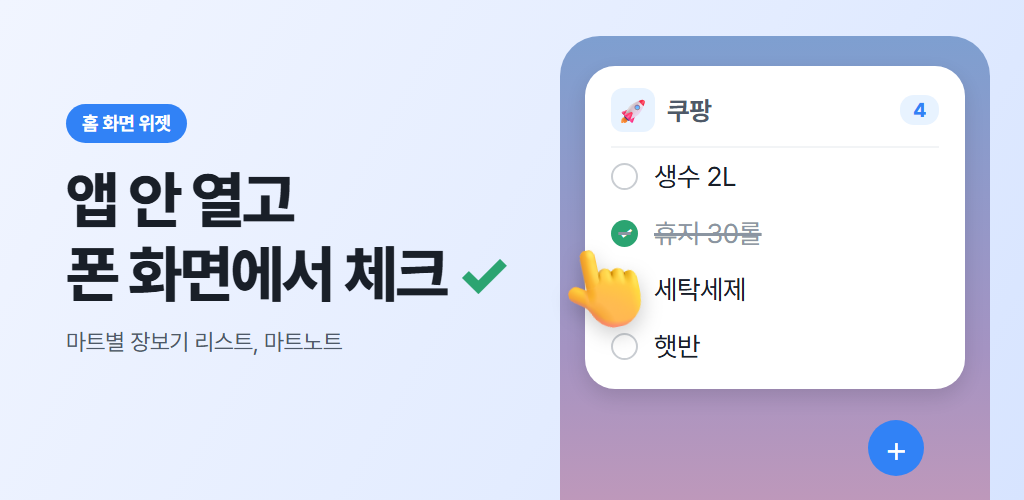 홈 화면 위젯
앱 안 열고
폰 화면에서 체크
마트별 장보기 리스트, 마트노트
쿠팡
4
생수 2L
휴지 30롤
세탁세제
햇반
+